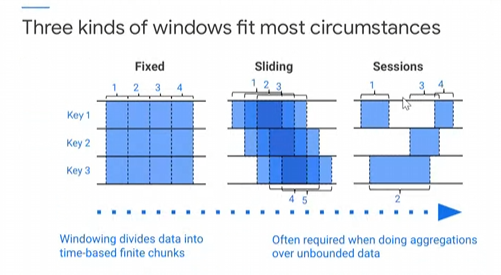 Three kinds of windows fit most circumstances
Fixed
Sliding
Sessions
1 2 3 4
1 2 3
1 3 4
Key 1
Key 2
Key 3
4 5
2
Windowing divides data into
time-based finite chunks
Often required when doing aggregations
over unbounded data